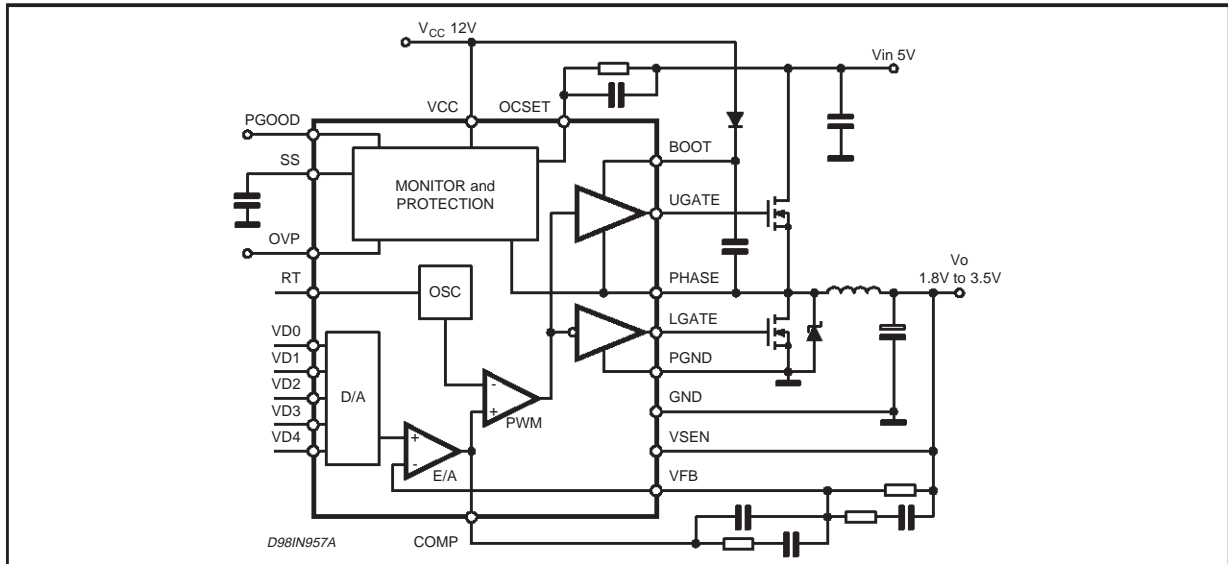 VCC 12V
Vin 5V
VCC
OCSET
PGOOD
BOOT
SS
MONITOR and
PROTECTION
UGATE
OVP
Vo
1.8V to 3.5V
RT
PHASE
OSC
VD0
LGATE
VD1
PGND
VD2
D/A
-
+
PWM
GND
VD3
VD4
+
-
E/A
VSEN
VFB
D98IN957A
COMP